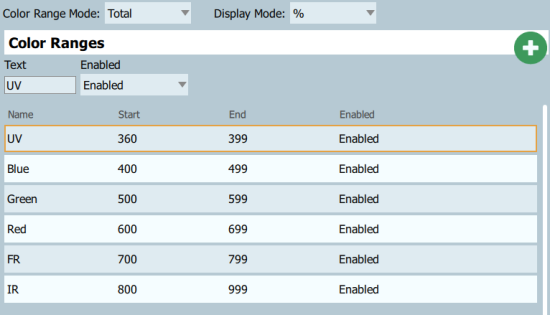 Color Range Mode: Total Display Mode: %
Color Ranges
Text Enabled
UV Enabled
Name Start End Enabled
UV 360 399 Enabled
Blue 400 499 Enabled
Green 500 599 Enabled
Red 600 699 Enabled
FR 700 799 Enabled
IR 800 999 Enabled